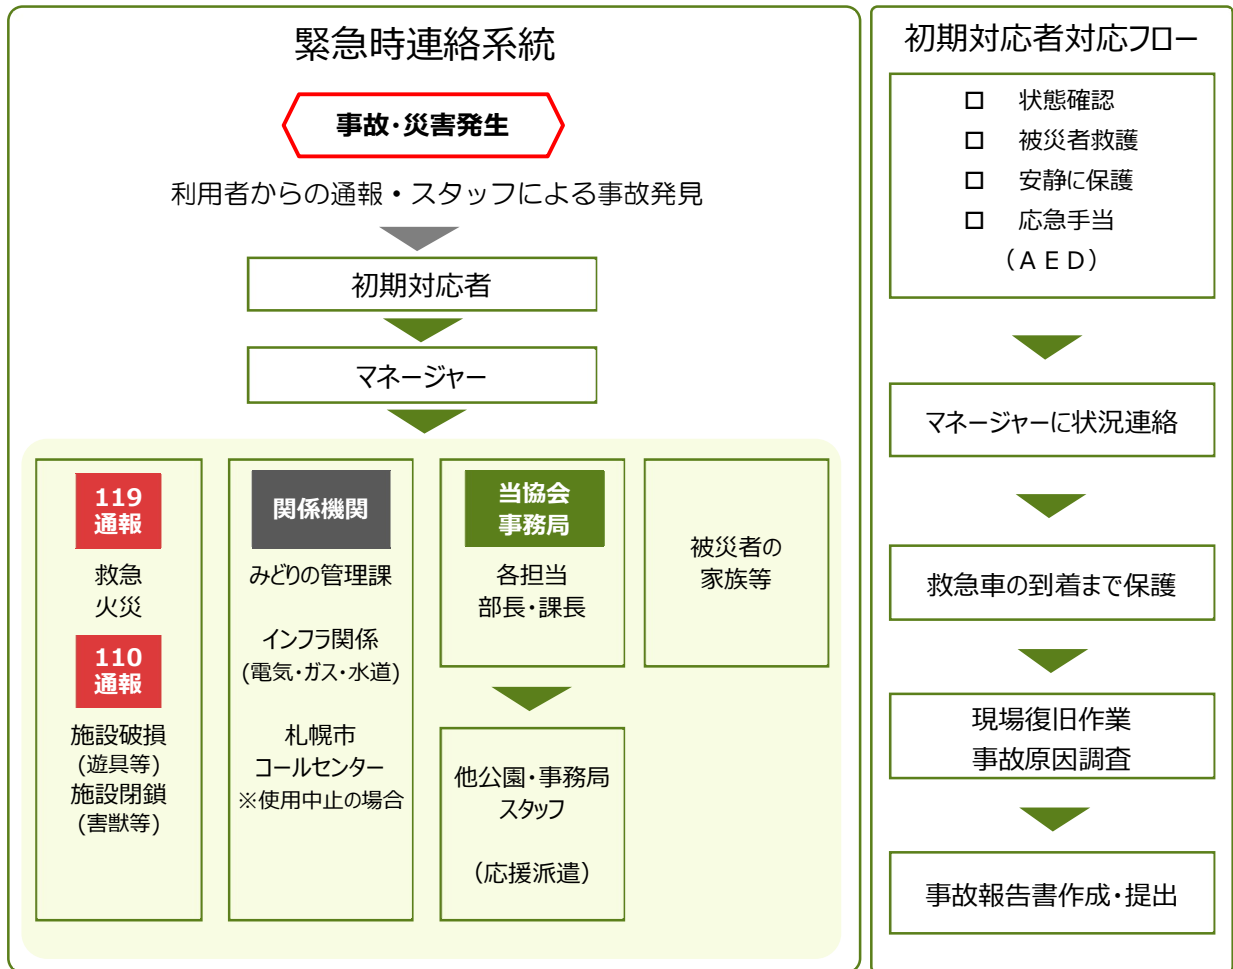 緊急時連絡系統
事故・災害発生
利用者からの通報・スタッフによる事故発見
初期対応者
マネージャー
119
通報
救急
火災
110
通報
施設破損
(遊具等)
施設閉鎖
(害獣等)
関係機関
みどりの管理課
インフラ関係
(電気・ガス・水道)
札幌市
コールセンター
※使用中止の場合
当協会
事務局
各担当
部長・課長
他公園・事務局
スタッフ
（応援派遣）
被災者の
家族等
初期対応者対応フロー
□ 状態確認
□ 被災者救護
□ 安静に保護
□ 応急手当
（ＡＥＤ）
マネージャーに状況連絡
救急車の到着まで保護
現場復旧作業
事故原因調査
事故報告書作成・提出